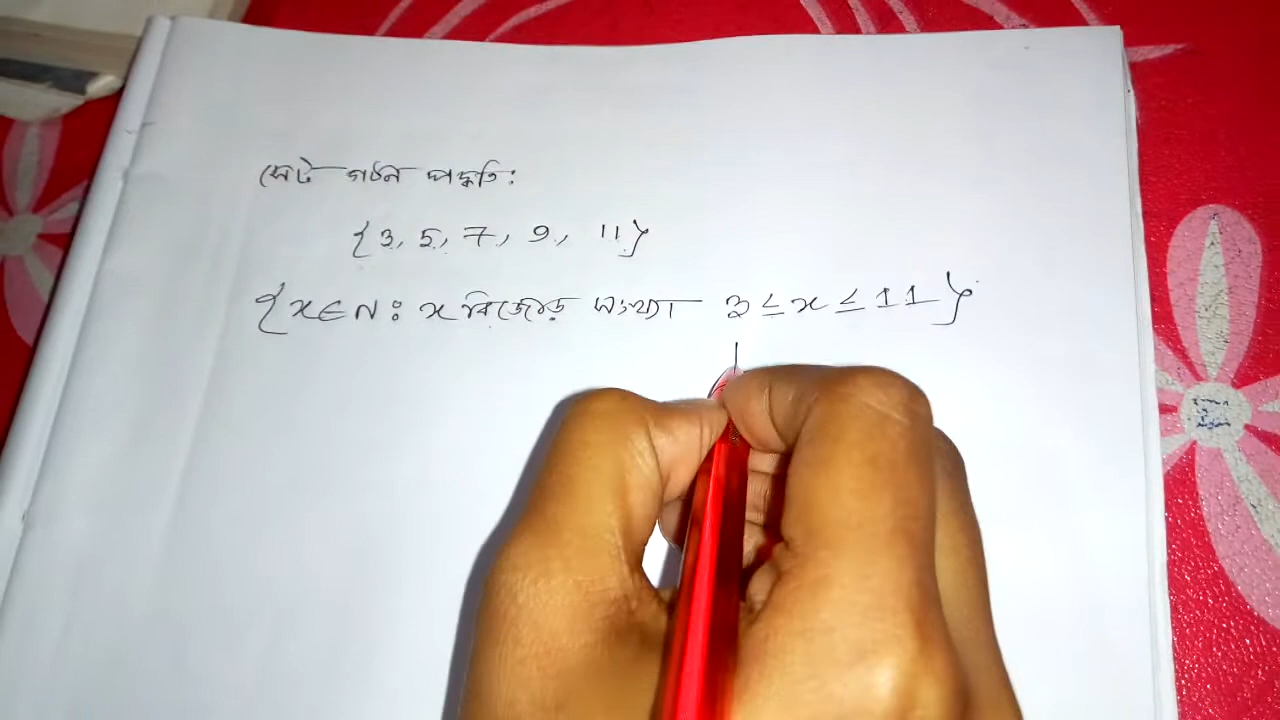 সেট গঠন পদ্ধতি:
{3, 5, 7, 9, 11}
{x∈N: x বিজোড় সংখ্যা 3≤x≤11}